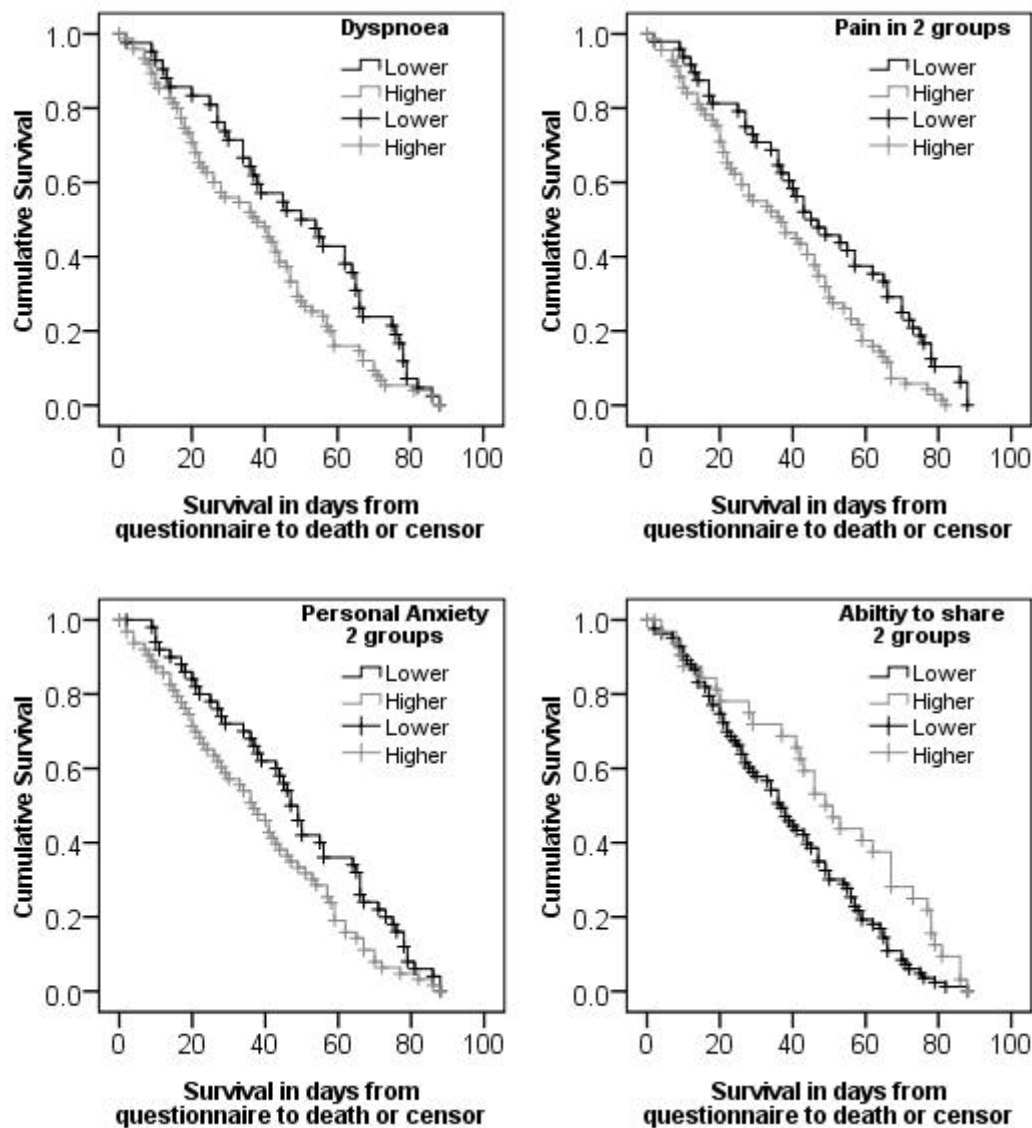 Dyspnoea
Lower
Higher
Lower
Higher
Cumulative Survival
1.0
0.8
0.6
0.4
0.2
0.0
0 20 40 60 80 100
Survival in days from
questionnaire to death or censor
Pain in 2 groups
Lower
Higher
Lower
Higher
Cumulative Survival
1.0
0.8
0.6
0.4
0.2
0.0
0 20 40 60 80 100
Survival in days from
questionnaire to death or censor
Personal Anxiety
2 groups
Lower
Higher
Lower
Higher
Cumulative Survival
1.0
0.8
0.6
0.4
0.2
0.0
0 20 40 60 80 100
Survival in days from
questionnaire to death or censor
Abiltiy to share
2 groups
Lower
Higher
Lower
Higher
Cumulative Survival
1.0
0.8
0.6
0.4
0.2
0.0
0 20 40 60 80 100
Survival in days from
questionnaire to death or censor